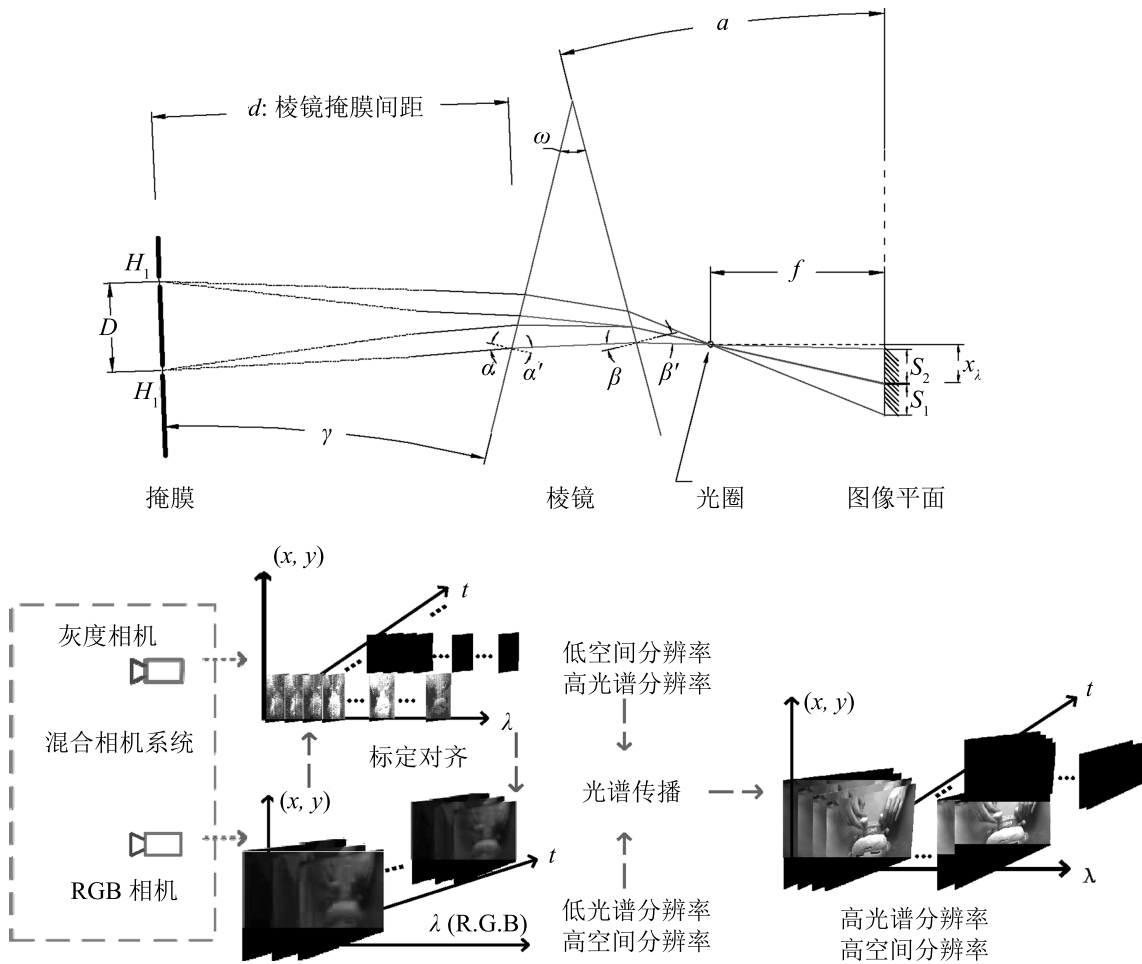 a
d: 棱镜掩膜间距
ω
H₁
f
D
α
α′
β
β′
S₂
x_λ
S₁
H₁
γ
掩膜
棱镜
光圈
图像平面
(x, y)
t
灰度相机
低空间分辨率
高光谱分辨率
λ
混合相机系统
标定对齐
(x, y)
t
(x, y)
光谱传播
t
RGB 相机
λ (R.G.B)
低光谱分辨率
高空间分辨率
λ
高光谱分辨率
高空间分辨率